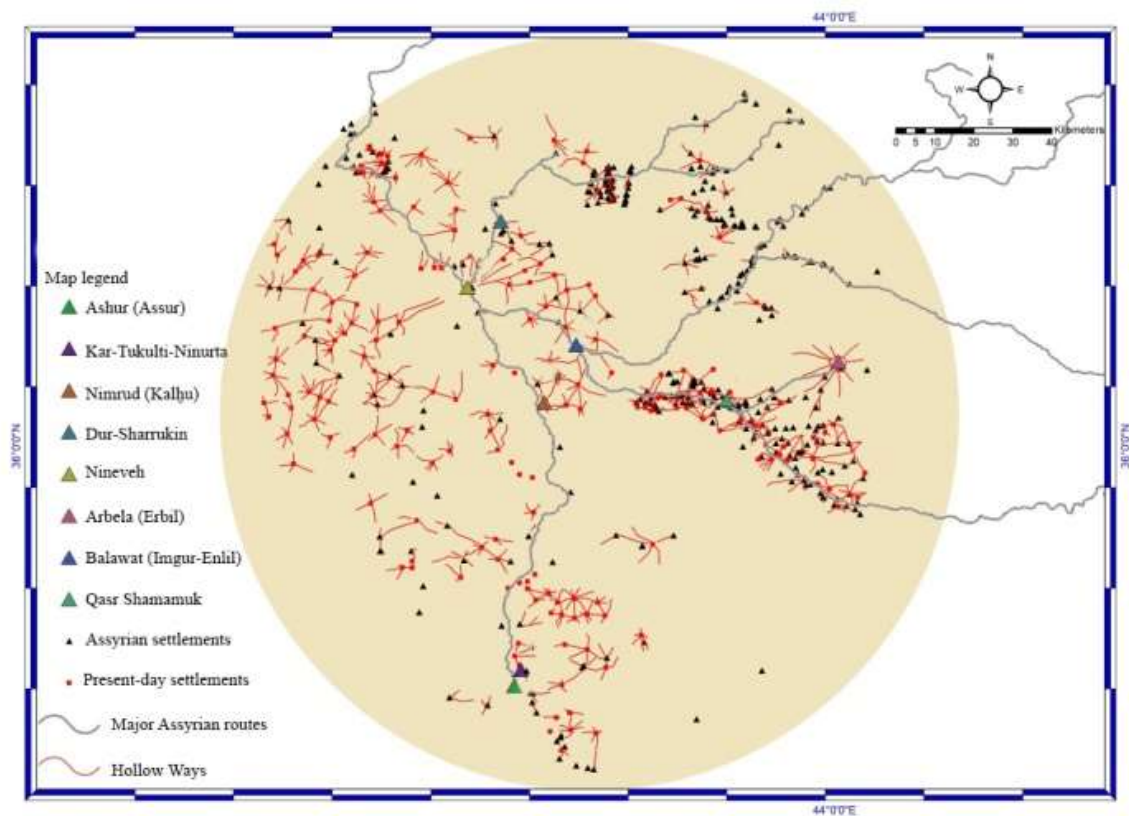 44°0'0"E
N
W E
S
Kilometers
0 5 10 20 30 40
36°0'0"N
36°0'0"N
Map legend
Ashur (Assur)
Kar-Tukulti-Ninurta
Nimrud (Kalḫu)
Dur-Sharrukin
Nineveh
Arbela (Erbil)
Balawat (Imgur-Enlil)
Qasr Shamamuk
Assyrian settlements
Present-day settlements
Major Assyrian routes
Hollow Ways
44°0'0"E